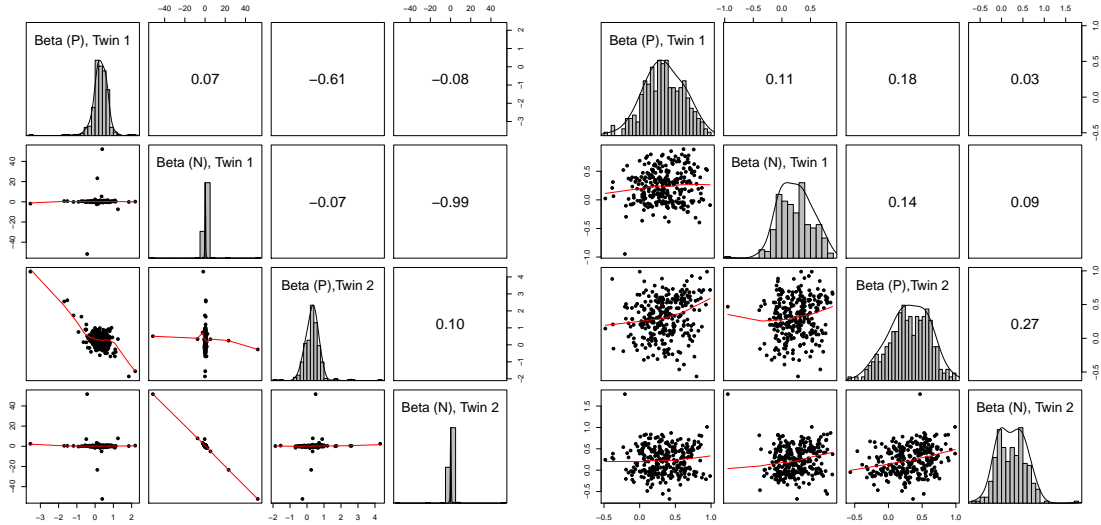 −40 0 20 40 −40 0 20 40 −0.5 0.0 0.5 −0.5 0.5 1.5
Beta (P), Twin 1 0.07 −0.61 −0.08 −3 −2 −1 0 1 2
Beta (P), Twin 1 0.11 0.18 0.03 −0.5 0.0 0.5 1.0
−40 −20 0 20 40 Beta (N), Twin 1 −0.07 −0.99
−1.0 −0.5 0.0 0.5 Beta (N), Twin 1 0.14 0.09
Beta (P),Twin 2 0.10 −2 −1 0 1 2 3 4
Beta (P),Twin 2 0.27 −0.5 0.0 0.5 1.0
−40 −20 0 20 40 Beta (N), Twin 2
−0.5 0.0 0.5 1.0 1.5 Beta (N), Twin 2
−3 −2 −1 0 1 2 −2 −1 0 1 2 3 4 −0.5 0.0 0.5 1.0 −0.5 0.0 0.5 1.0